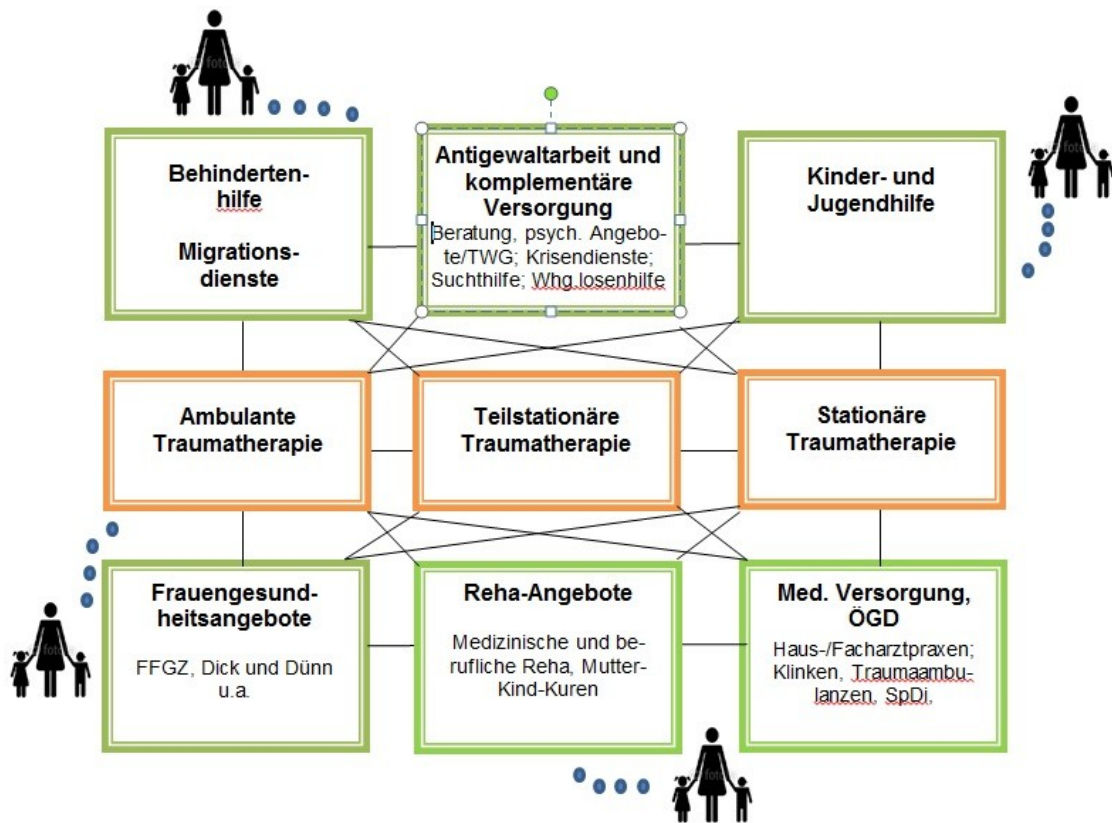 Behinderten-
hilfe
Migrations-
dienste
Antigewaltarbeit und
komplementäre
Versorgung
Beratung, psych. Angebo-
te/TWG; Krisendienste;
Suchthilfe; Whg.losenhilfe
Kinder- und
Jugendhilfe
Ambulante
Traumatherapie
Teilstationäre
Traumatherapie
Stationäre
Traumatherapie
Frauengesund-
heitsangebote
FFGZ, Dick und Dünn
u.a.
Reha-Angebote
Medizinische und be-
rufliche Reha, Mutter-
Kind-Kuren
Med. Versorgung,
ÖGD
Haus-/Facharztpraxen;
Klinken, Traumaambu-
lanzen, SpDi,